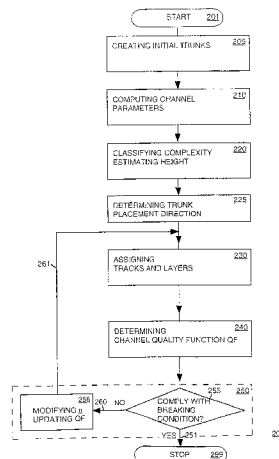 START 201
205
CREATING INITIAL TRUNKS
210
COMPUTING CHANNEL
PARAMETERS
220
CLASSIFYING COMPLEXITY
ESTIMATING HEIGHT
225
DETERMINING TRUNK
PLACEMENT DIRECTION
261
230
ASSIGNING
TRACKS AND LAYERS
240
DETERMINING
CHANNEL QUALITY FUNCTION QF
256 255 250
MODIFYING n
UPDATING QF
260 NO
COMPLY WITH
BREAKING
CONDITION?
YES 251
STOP 299